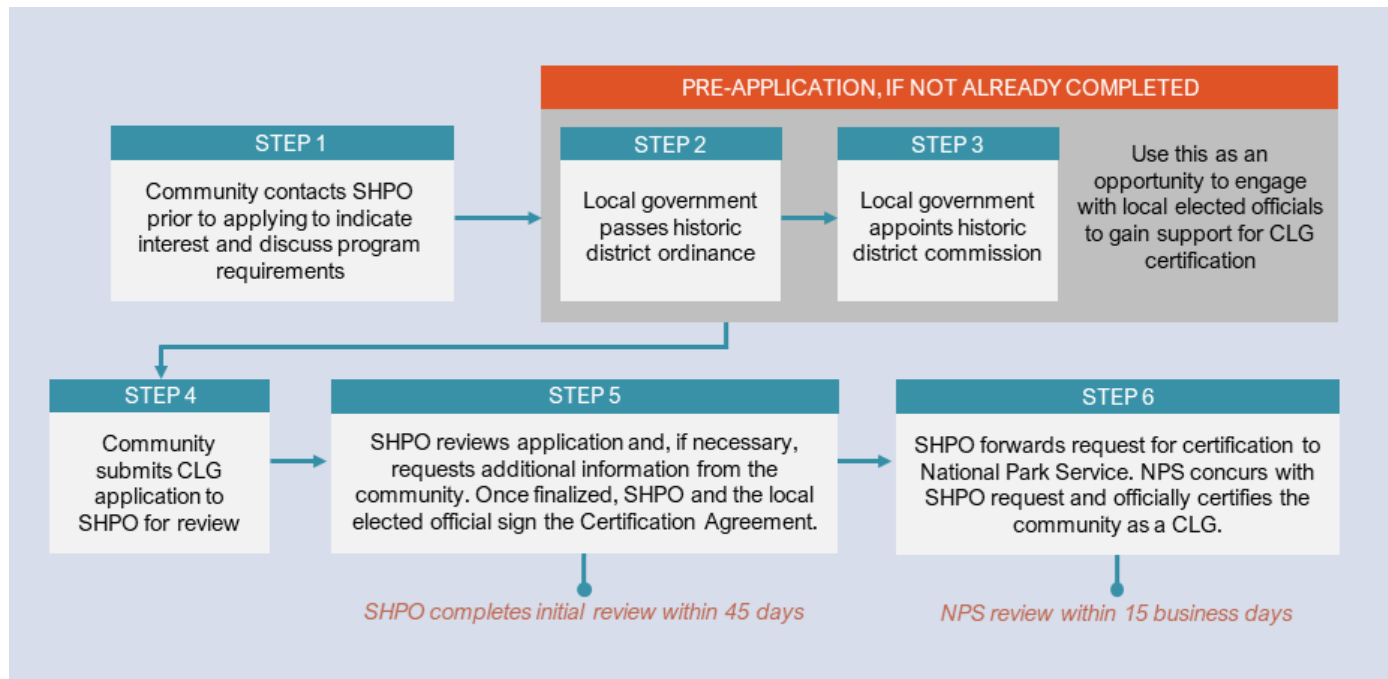 PRE-APPLICATION, IF NOT ALREADY COMPLETED
STEP 1
Community contacts SHPO
prior to applying to indicate
interest and discuss program
requirements
STEP 2
Local government
passes historic
district ordinance
STEP 3
Local government
appoints historic
district commission
Use this as an
opportunity to engage
with local elected officials
to gain support for CLG
certification
STEP 4
Community
submits CLG
application to
SHPO for review
STEP 5
SHPO reviews application and, if necessary,
requests additional information from the
community. Once finalized, SHPO and the local
elected official sign the Certification Agreement.
SHPO completes initial review within 45 days
STEP 6
SHPO forwards request for certification to
National Park Service. NPS concurs with
SHPO request and officially certifies the
community as a CLG.
NPS review within 15 business days